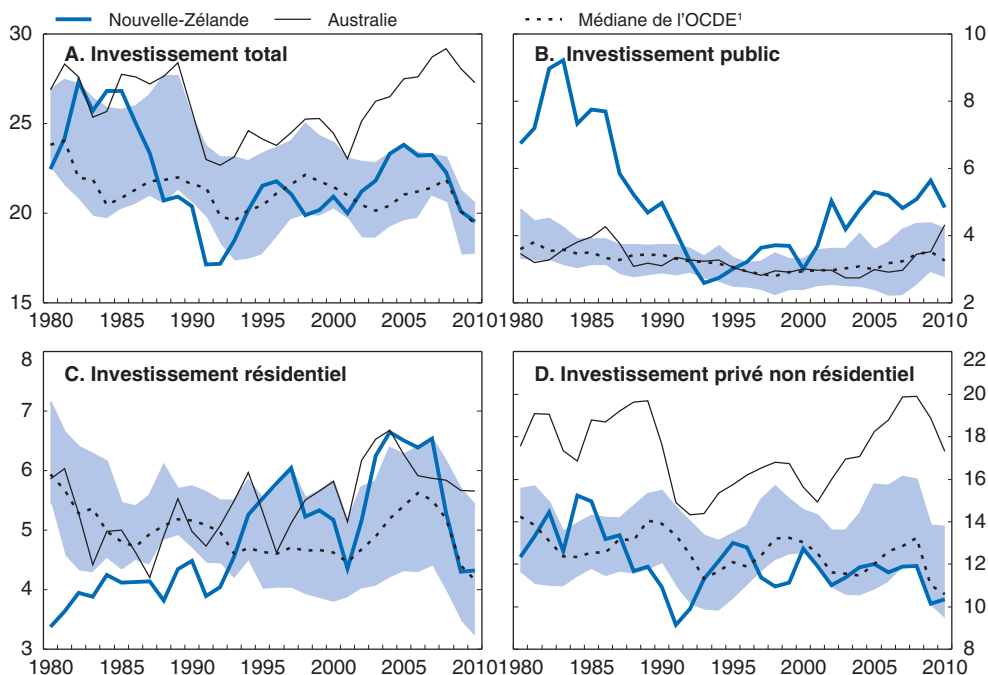 Nouvelle-Zélande Australie Médiane de l'OCDE¹
A. Investissement total
30
25
20
15
1980 1985 1990 1995 2000 2005 2010
B. Investissement public
10
8
6
4
2
1980 1985 1990 1995 2000 2005 2010
C. Investissement résidentiel
8
7
6
5
4
3
1980 1985 1990 1995 2000 2005 2010
D. Investissement privé non résidentiel
22
20
18
16
14
12
10
8
1980 1985 1990 1995 2000 2005 2010